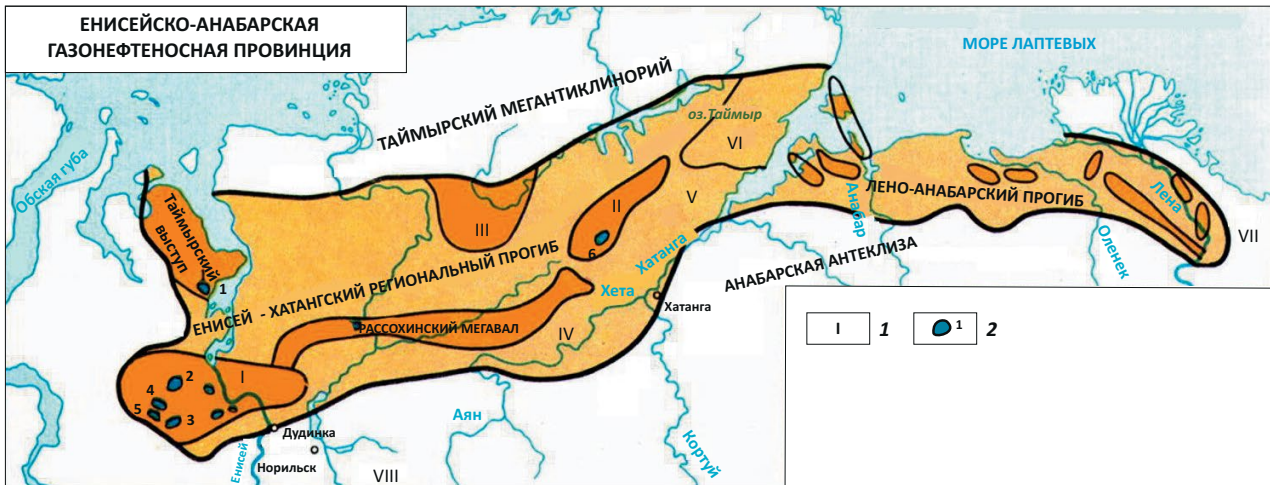 ЕНИСЕЙСКО-АНАБАРСКАЯ
ГАЗОНЕФТЕНОСНАЯ ПРОВИНЦИЯ
МОРЕ ЛАПТЕВЫХ
ТАЙМЫРСКИЙ МЕГАНТИКЛИНОРИЙ
оз.Таймыр
VI
Обская губа
Таймырский
выступ
1
III
II
6
V
Анабар
ЛЕНО-АНАБАРСКИЙ ПРОГИБ
Лена
VII
Оленек
Хатанга
АНАБАРСКАЯ АНТЕКЛИЗА
ЕНИСЕЙ - ХАТАНГСКИЙ РЕГИОНАЛЬНЫЙ ПРОГИБ
Хета
Хатанга
РАССОХИНСКИЙ МЕГАВАЛ
IV
I
2
4
5
3
Дудинка
Норильск
Енисей
VIII
Аян
Кортуй
I 1
1 2